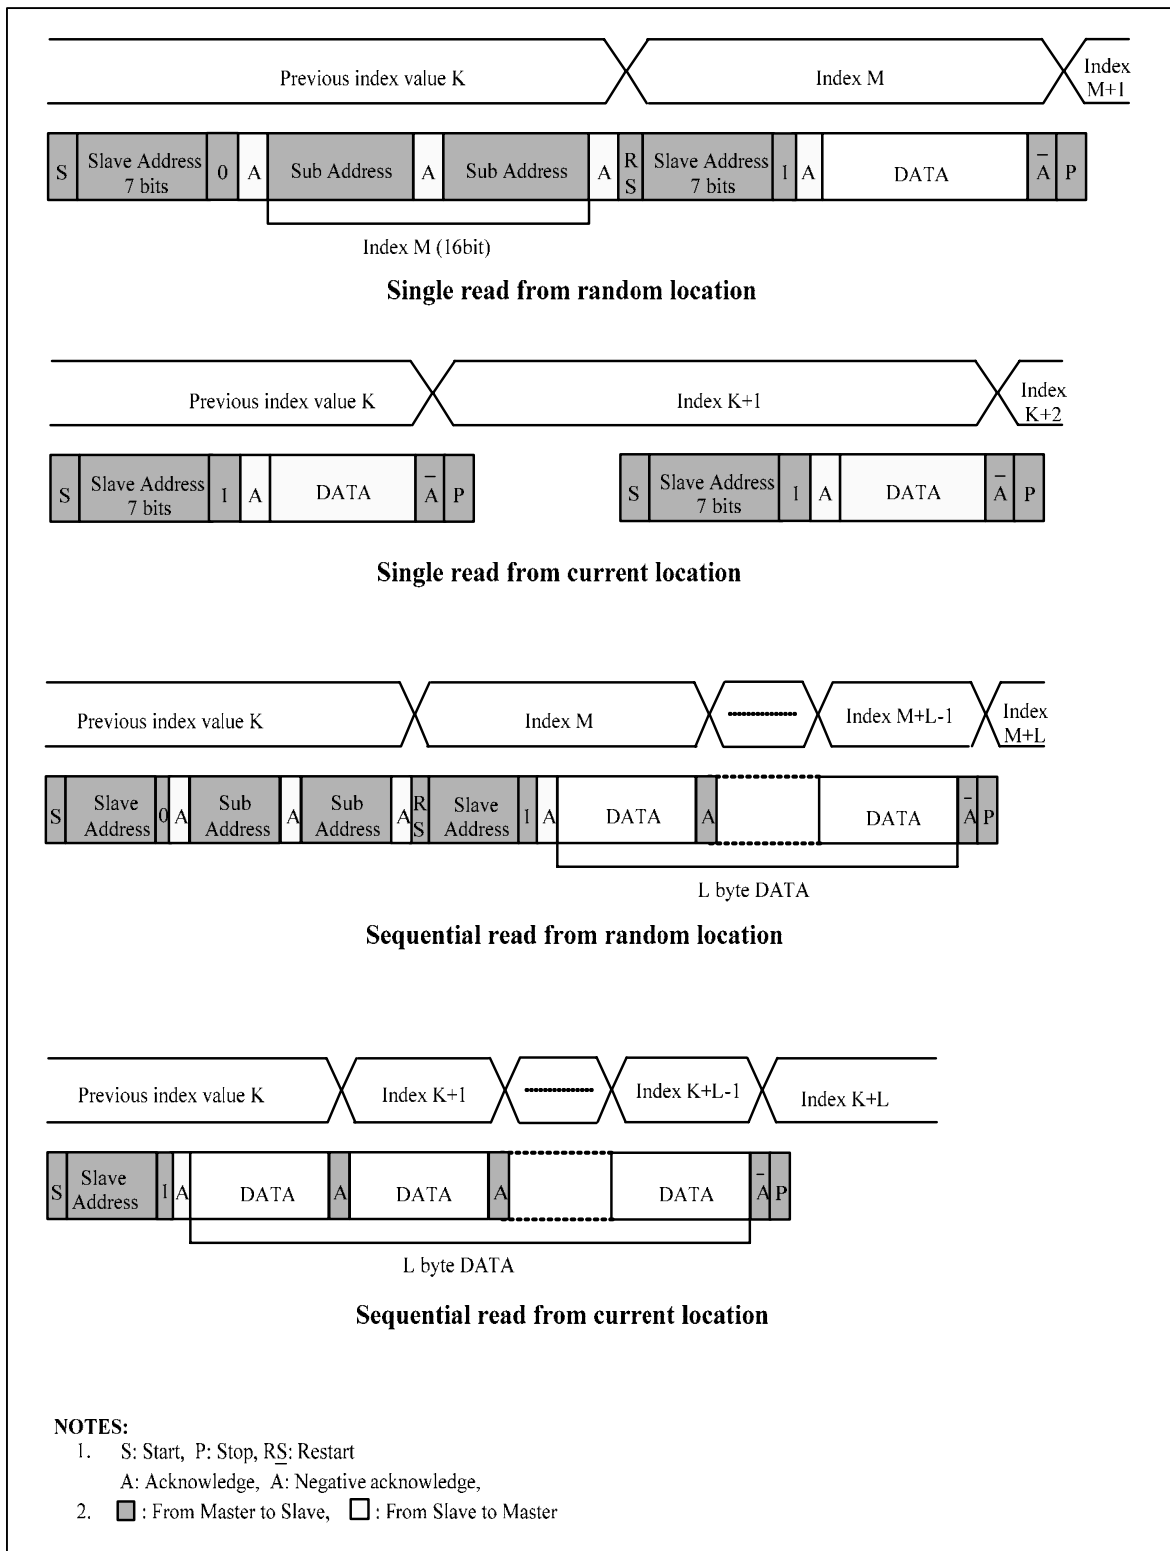 Previous index value K Index M Index
M+1
S Slave Address
7 bits 0 A Sub Address A Sub Address A R
S Slave Address
7 bits 1 A DATA A̅ P
Index M (16bit)
Single read from random location
Previous index value K Index K+1 Index
K+2
S Slave Address
7 bits 1 A DATA A̅ P S Slave Address
7 bits 1 A DATA A̅ P
Single read from current location
Previous index value K Index M Index M+L-1 Index
M+L
S Slave
Address 0 A Sub
Address A Sub
Address A R
S Slave
Address 1 A DATA A DATA A̅ P
L byte DATA
Sequential read from random location
Previous index value K Index K+1 Index K+L-1 Index K+L
S Slave
Address 1 A DATA A DATA A DATA A̅ P
L byte DATA
Sequential read from current location
NOTES:
1. S: Start, P: Stop, RS: Restart
A: Acknowledge, A̅: Negative acknowledge,
2. : From Master to Slave, : From Slave to Master